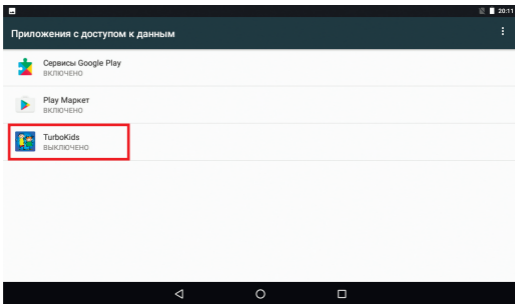 20:11
Приложения с доступом к данным
Сервисы Google Play
ВКЛЮЧЕНО
Play Маркет
ВКЛЮЧЕНО
TurboKids
ВЫКЛЮЧЕНО